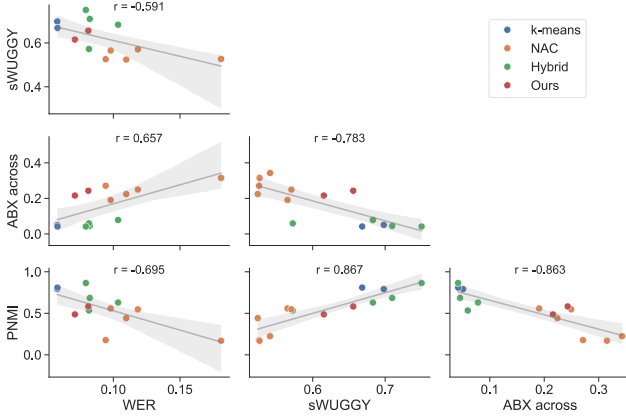 r = -0.591
sWUGGY
0.6
0.4
k-means
NAC
Hybrid
Ours
r = 0.657
r = -0.783
ABX across
0.4
0.2
0.0
r = -0.695
r = 0.867
r = -0.863
PNMI
1.0
0.5
0.0
0.10
0.15
0.6
0.7
0.1
0.2
0.3
WER
sWUGGY
ABX across